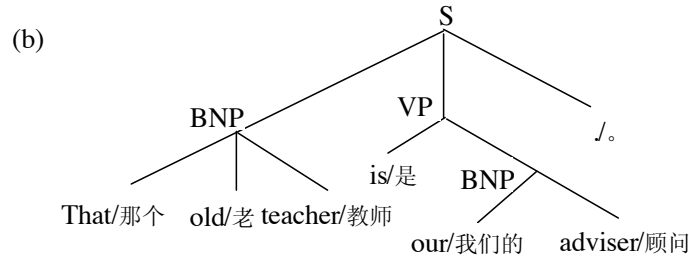 (b)
S
BNP
VP
./。
is/是
BNP
That/那个 old/老 teacher/教师
our/我们的 adviser/顾问